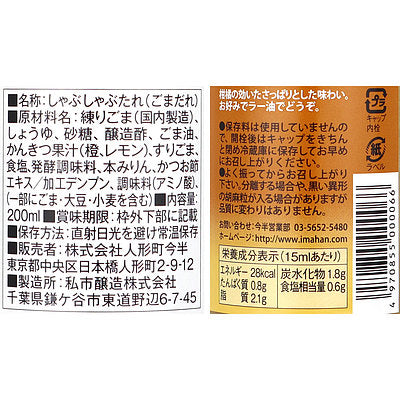 ■名称:しゃぶしゃぶたれ(ごまだれ)
■原材料名:練りごま(国内製造)、
しょうゆ、砂糖、醸造酢、ごま油、
かんきつ果汁(橙、レモン)、すりごま、
食塩、発酵調味料、本みりん、かつお節
エキス/加工デンプン、調味料(アミノ酸)、
(一部にごま・大豆・小麦を含む)■内容量:
200ml■賞味期限:枠外下部に記載
■保存方法:直射日光を避け常温保存
■販売者:株式会社人形町今半
東京都中央区日本橋人形町2-9-12
■製造所:私市醸造株式会社
千葉県鎌ケ谷市東道野辺6-7-45
柑橘の効いたさっぱりとした味わい。
お好みでラー油でどうぞ。
●保存料は使用していませんの
で、開栓後はキャップをきちん
と閉め冷蔵庫に保存してお早め
にお召し上がりください。
●よく振ってからお召し上がりくだ
さい。分離する場合や、黒い異形
の胡麻粒が入ることがありますが
品質に変わりはありません。
お問い合わせ/今半営業部 03-5652-5480
ホームページ/http://www.imahan.com
栄養成分表示(15mlあたり)
エネルギー 28kcal
たんぱく質 0.8g
脂質 2.1g
炭水化物 1.8g
食塩相当量 0.6g
プラ
キャップ
内栓
紙
ラベル
4970855000066